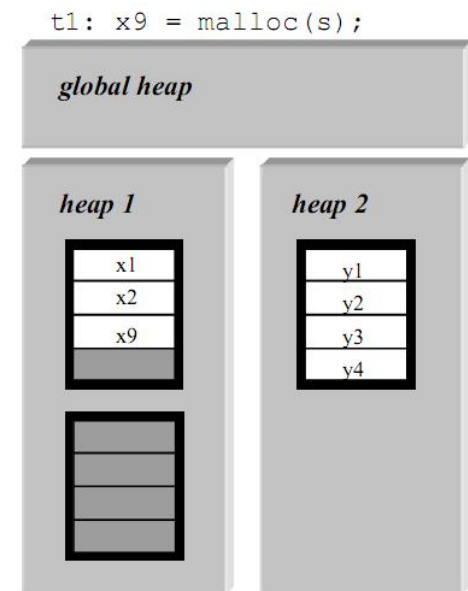 t1: x9 = malloc(s);
global heap
heap 1
heap 2
x1
x2
x9
y1
y2
y3
y4